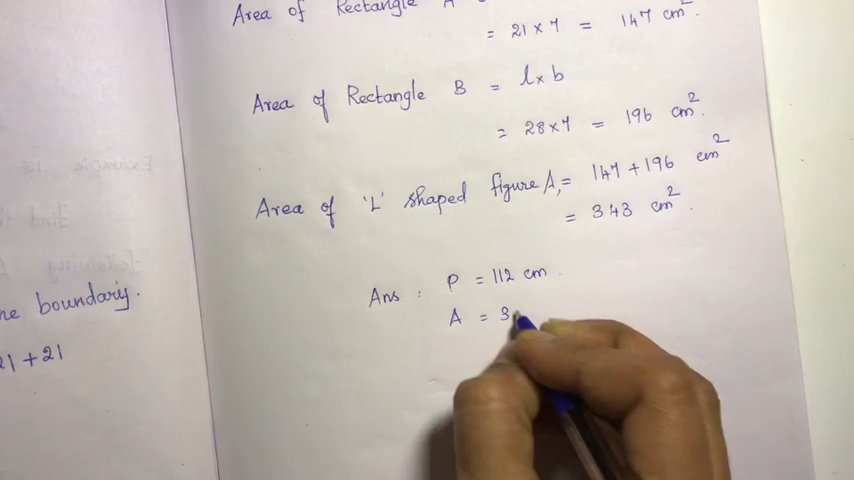 he boundary.
21 + 21
Area of Rectangle A
= 21 × 7 = 147 cm².
Area of Rectangle B = l × b
= 28 × 7 = 196 cm².
Area of 'L' shaped figure A, = 147 + 196 cm²
= 343 cm².
Ans : P = 112 cm.
A = 3